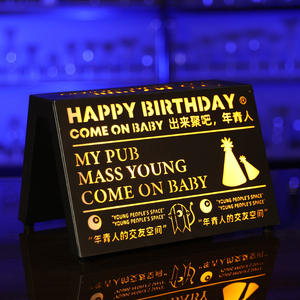 HAPPY BIRTHDAY®
COME ON BABY 出来聚吧，年青人
MY PUB
MASS YOUNG
COME ON BABY
"YOUNG PEOPLE'S SPACE" "YOUNG PEOPLE'S SPACE"
"YOUNG PEOPLE'S SPACE" "YOUNG PEOPLE'S SPACE"
"年青人的交友空间" "年青人的交友空间"